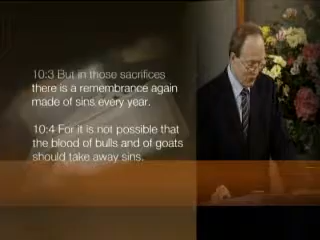 10:3 But in those sacrifices
there is a remembrance again
made of sins every year.
10:4 For it is not possible that
the blood of bulls and of goats
should take away sins.